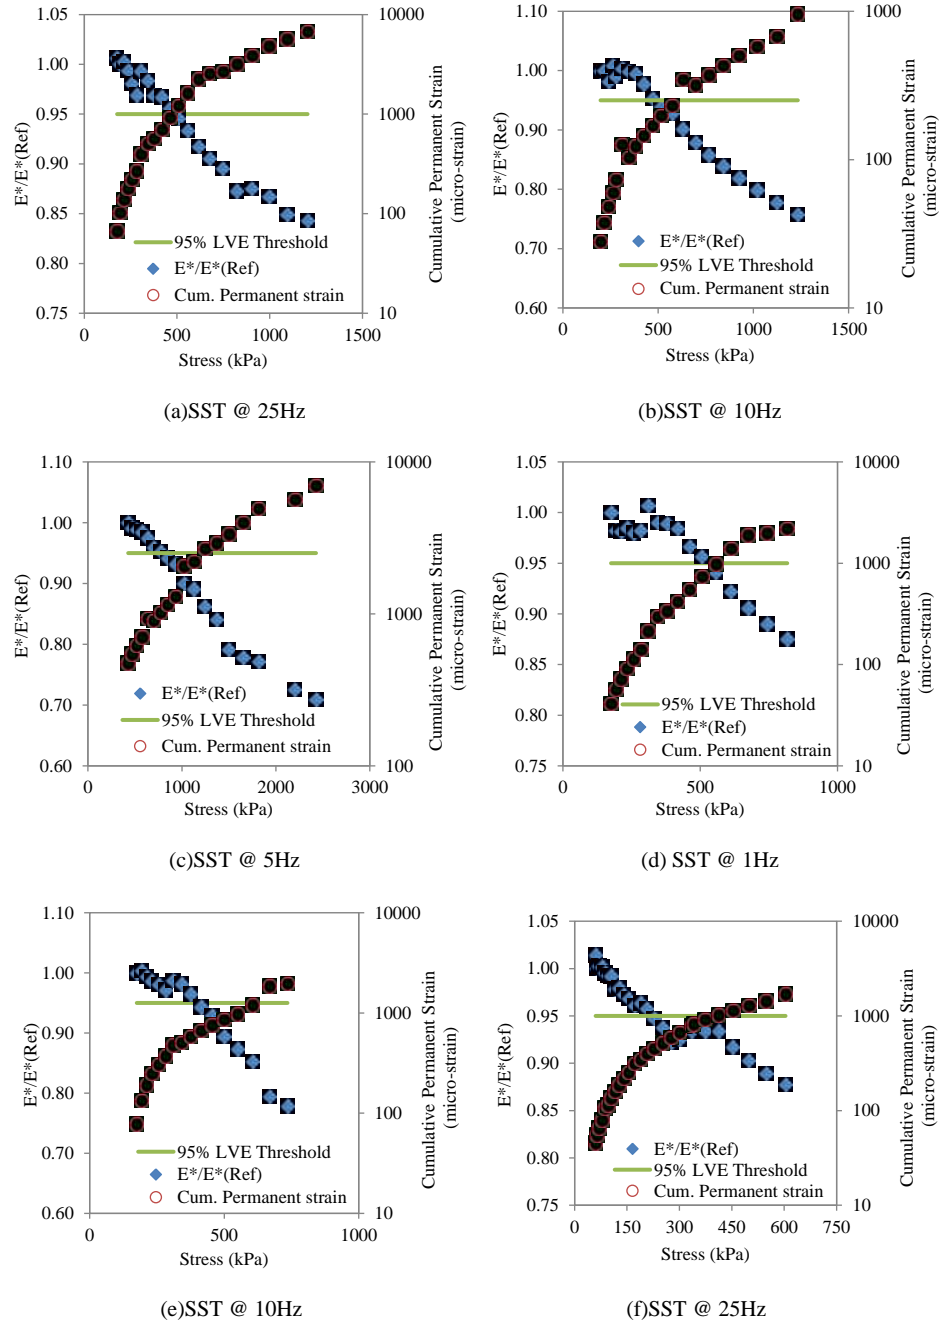 1.05
1.00
0.95
0.90
0.85
0.80
0.75
E*/E*(Ref)
10000
1000
100
10
Cumulative Permanent Strain
(micro-strain)
95% LVE Threshold
E*/E*(Ref)
Cum. Permanent strain
0 500 1000 1500
Stress (kPa)
(a)SST @ 25Hz
1.10
1.00
0.90
0.80
0.70
0.60
E*/E*(Ref)
1000
100
10
Cumulative Permanent Strain
(micro-strain)
E*/E*(Ref)
95% LVE Threshold
Cum. Permanent strain
0 500 1000 1500
Stress (kPa)
(b)SST @ 10Hz
1.10
1.00
0.90
0.80
0.70
0.60
E*/E*(Ref)
10000
1000
100
Cumulative Permanent Strain
(micro-strain)
E*/E*(Ref)
95% LVE Threshold
Cum. Permanent strain
0 1000 2000 3000
Stress (kPa)
(c)SST @ 5Hz
1.05
1.00
0.95
0.90
0.85
0.80
0.75
E*/E*(Ref)
10000
1000
100
10
Cumulative Permanent Strain
(micro-strain)
95% LVE Threshold
E*/E*(Ref)
Cum. Permanent strain
0 500 1000
Stress (kPa)
(d) SST @ 1Hz
1.10
1.00
0.90
0.80
0.70
0.60
E*/E*(Ref)
10000
1000
100
10
Cumulative Permanent Strain
(micro-strain)
95% LVE Threshold
E*/E*(Ref)
Cum. Permanent strain
0 500 1000
Stress (kPa)
(e)SST @ 10Hz
1.05
1.00
0.95
0.90
0.85
0.80
0.75
E*/E*(Ref)
10000
1000
100
10
Cumulative Permanent Strain
(micro-strain)
E*/E*(Ref)
95% LVE Threshold
Cum. Permanent strain
0 150 300 450 600 750
Stress (kPa)
(f)SST @ 25Hz